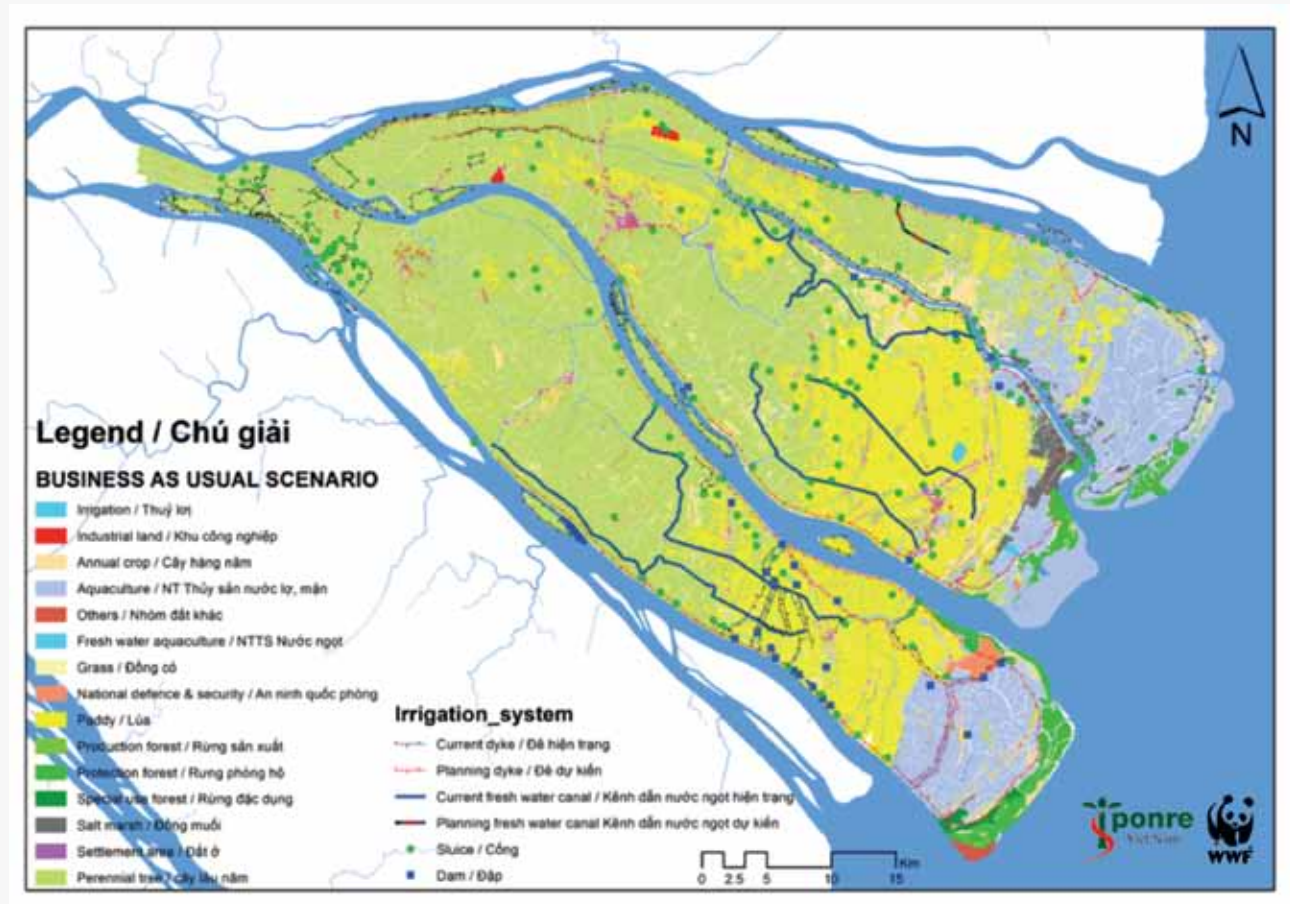 N
Legend / Chú giải
BUSINESS AS USUAL SCENARIO
Irrigation / Thuỷ lợi
Industrial land / Khu công nghiệp
Annual crop / Cây hàng năm
Aquaculture / NT Thủy sản nước lợ, mặn
Others / Nhóm đất khác
Fresh water aquaculture / NTTS Nước ngọt
Grass / Đồng cỏ
National defence & security / An ninh quốc phòng
Paddy / Lúa
Production forest / Rừng sản xuất
Protection forest / Rưng phòng hộ
Special use forest / Rừng đặc dụng
Salt marsh / Đồng muối
Settlement area / Đất ở
Perennial tree / cây lâu năm
Irrigation_system
Current dyke / Đê hiện trạng
Planning dyke / Đê dự kiến
Current fresh water canal / Kênh dẫn nước ngọt hiện trạng
Planning fresh water canal Kênh dẫn nước ngọt dự kiến
Sluice / Cống
Dam / Đập
Km
0 2.5 5 10 15
iponre
Việt Nam
WWF